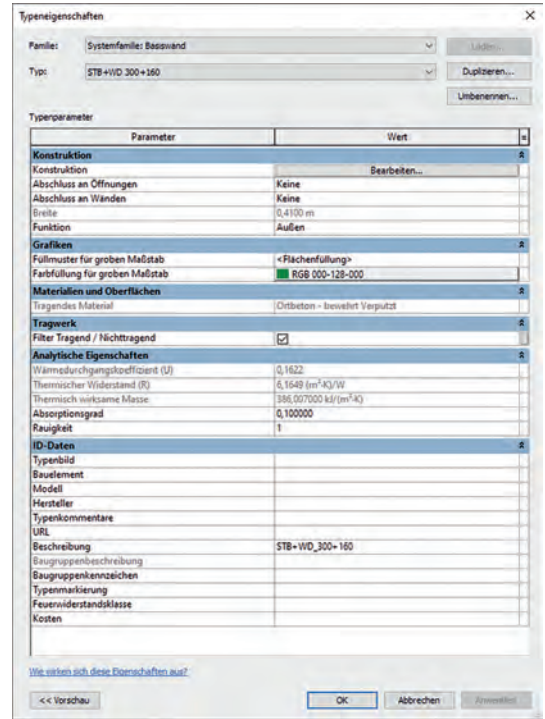 Typeneigenschaften
Familie: Systemfamilie: Basiswand Laden...
Typ: STB+WD 300+160 Duplizieren...
Umbenennen...
Typenparameter
Parameter Wert =
Konstruktion
Konstruktion Bearbeiten...
Abschluss an Öffnungen Keine
Abschluss an Wänden Keine
Breite 0,4100 m
Funktion Außen
Grafiken
Füllmuster für groben Maßstab <Flächenfüllung>
Farbfüllung für groben Maßstab RGB 000-128-000
Materialien und Oberflächen
Tragendes Material Ortbeton - bewehrt Verputzt
Tragwerk
Filter Tragend / Nichttragend
Analytische Eigenschaften
Wärmedurchgangskoeffizient (U) 0,1622
Thermischer Widerstand (R) 6,1649 (m²·K)/W
Thermisch wirksame Masse 386,007000 kJ/(m²·K)
Absorptionsgrad 0,100000
Rauigkeit 1
ID-Daten
Typenbild
Bauelement
Modell
Hersteller
Typenkommentare
URL
Beschreibung STB+WD_300+160
Baugruppenbeschreibung
Baugruppenkennzeichen
Typenmarkierung
Feuerwiderstandsklasse
Kosten
Wie wirken sich diese Eigenschaften aus?
<< Vorschau OK Abbrechen Anwenden